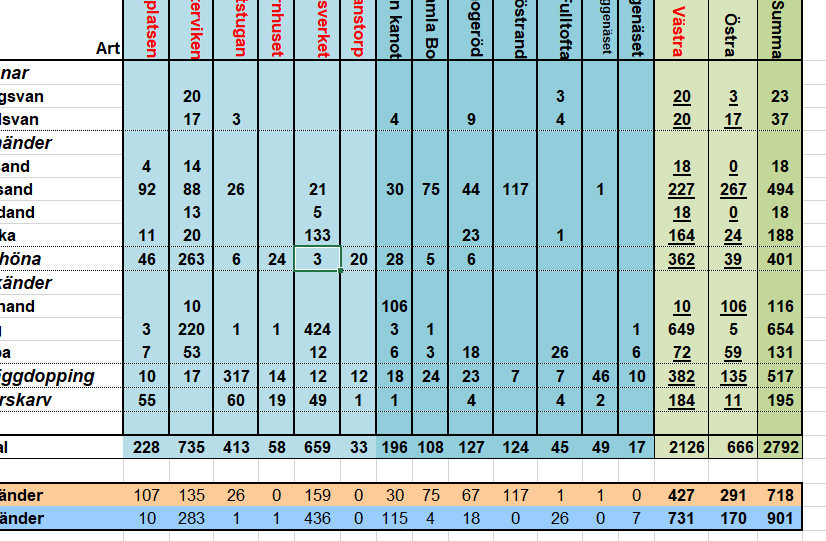 Art platsen erviken tstugan rnhuset sverket anstorp n kanot mla Bo ogeröd östrand Fulltofta ggenäset genäset Västra Östra Summa
nar
gsvan 20 3 20 3 23
lsvan 17 3 4 9 4 20 17 37
änder
sand 4 14 18 0 18
sand 92 88 26 21 30 75 44 117 1 227 267 494
dand 13 5 18 0 18
ka 11 20 133 23 1 164 24 188
höna 46 263 6 24 3 20 28 5 6 362 39 401
änder
nand 10 106 10 106 116
3 220 1 1 424 3 1 1 649 5 654
pa 7 53 12 6 3 18 26 6 72 59 131
äggdopping 10 17 317 14 12 12 18 24 23 7 7 46 10 382 135 517
rskarv 55 60 19 49 1 1 4 4 2 184 11 195
al 228 735 413 58 659 33 196 108 127 124 45 49 17 2126 666 2792
änder 107 135 26 0 159 0 30 75 67 117 1 1 0 427 291 718
änder 10 283 1 1 436 0 115 4 18 0 26 0 7 731 170 901